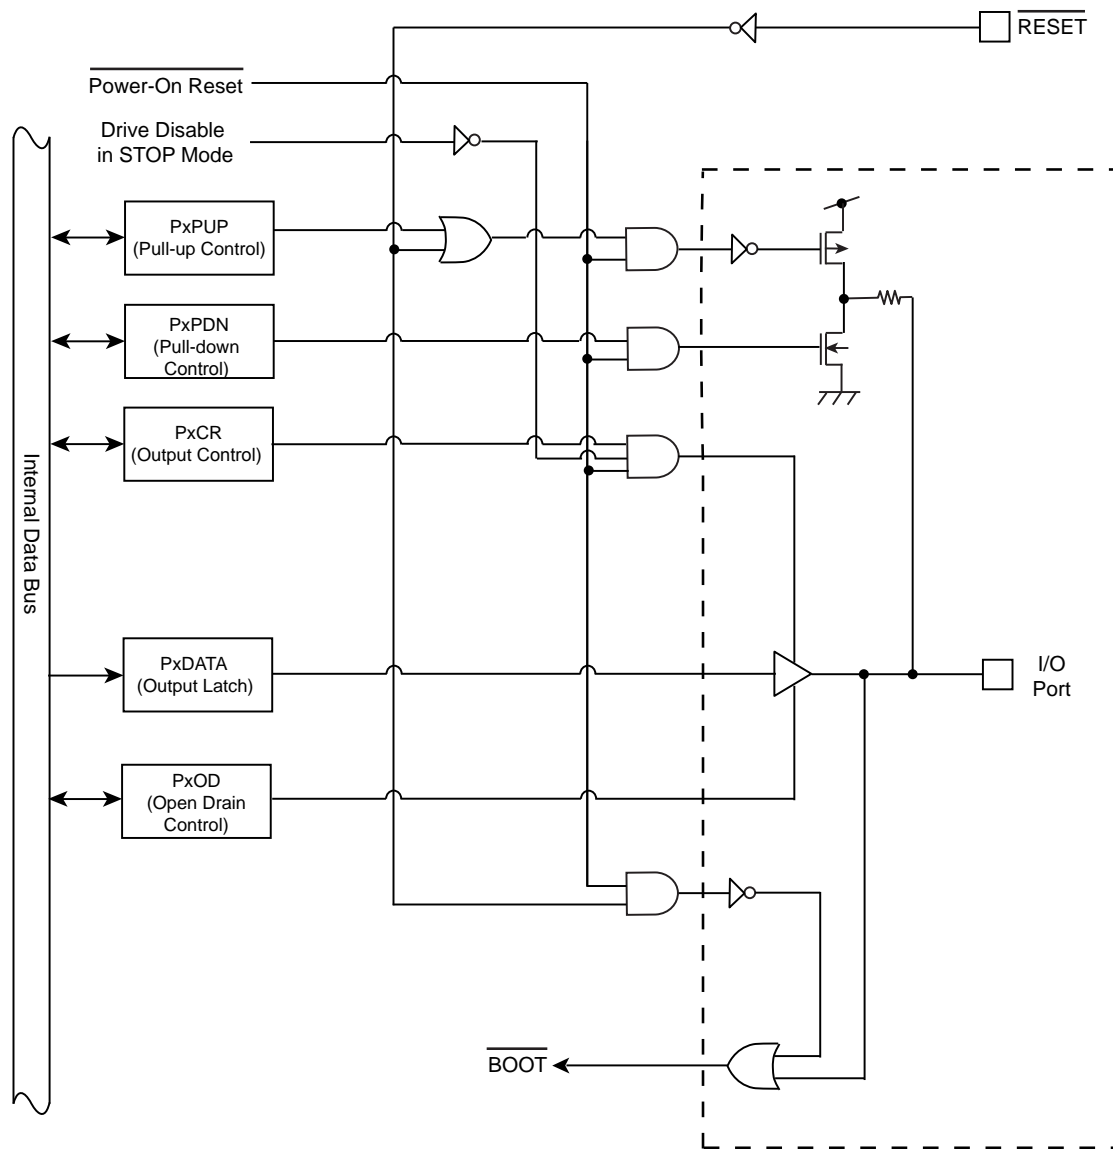 RESET
Power-On Reset
Drive Disable
in STOP Mode
PxPUP
(Pull-up Control)
PxPDN
(Pull-down
Control)
PxCR
(Output Control)
Internal Data Bus
PxDATA
(Output Latch)
I/O
Port
PxOD
(Open Drain
Control)
BOOT